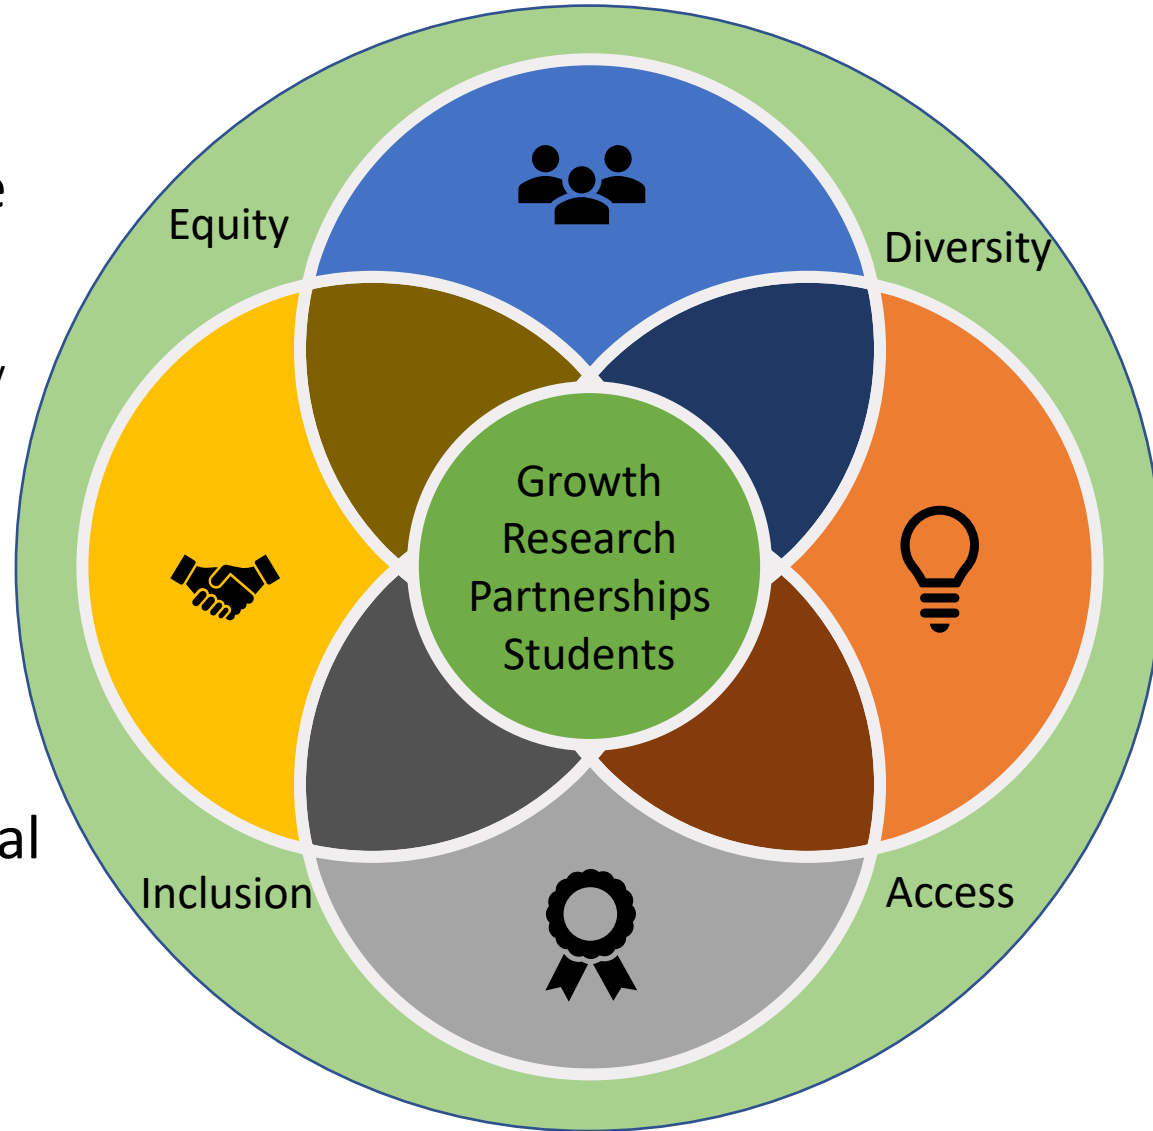 Equity
Diversity
Growth
Research
Partnerships
Students
Inclusion
Access